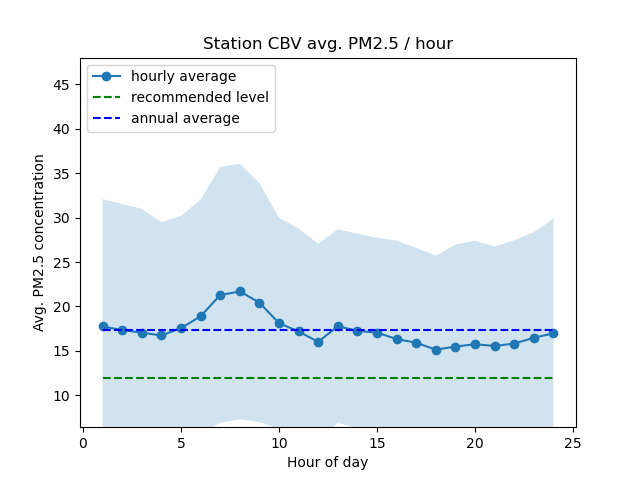 Station CBV avg. PM2.5 / hour
hourly average
recommended level
annual average
Avg. PM2.5 concentration
45
40
35
30
25
20
15
10
0 5 10 15 20 25
Hour of day